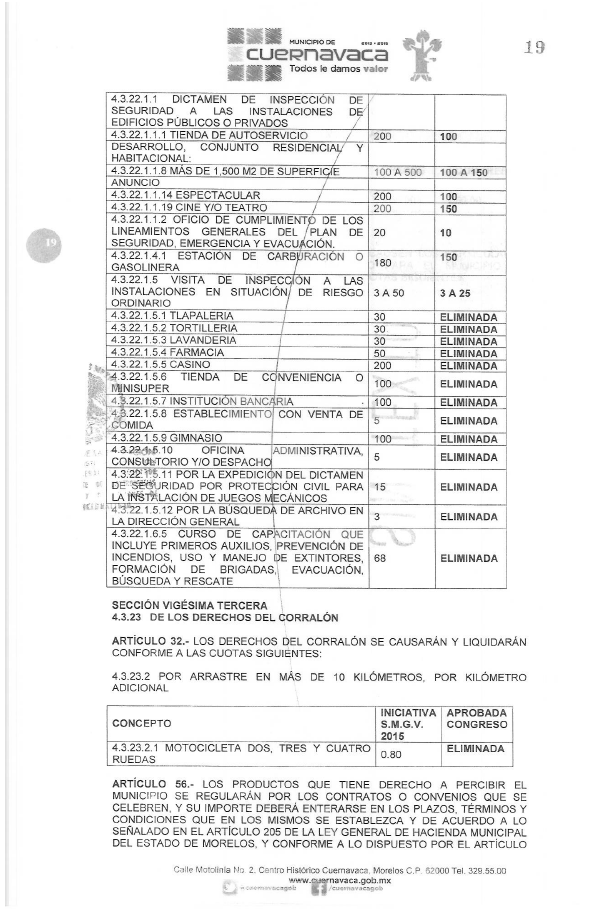 MUNICIPIO DE 2013 - 2015
CUERNAVACA
Todos le damos valor
19
4.3.22.1.1 DICTAMEN DE INSPECCIÓN DE
SEGURIDAD A LAS INSTALACIONES DE
EDIFICIOS PÚBLICOS O PRIVADOS
4.3.22.1.1.1 TIENDA DE AUTOSERVICIO 200 100
DESARROLLO, CONJUNTO RESIDENCIAL Y
HABITACIONAL:
4.3.22.1.1.8 MÁS DE 1,500 M2 DE SUPERFICIE 100 A 500 100 A 150
ANUNCIO
4.3.22.1.1.14 ESPECTACULAR 200 100
4.3.22.1.1.19 CINE Y/O TEATRO 200 150
4.3.22.1.1.2 OFICIO DE CUMPLIMIENTO DE LOS
LINEAMIENTOS GENERALES DEL PLAN DE 20 10
SEGURIDAD, EMERGENCIA Y EVACUACIÓN.
19
4.3.22.1.4.1 ESTACIÓN DE CARBURACIÓN O 180 150
GASOLINERA
4.3.22.1.5 VISITA DE INSPECCIÓN A LAS
INSTALACIONES EN SITUACIÓN DE RIESGO 3 A 50 3 A 25
ORDINARIO
4.3.22.1.5.1 TLAPALERIA 30 ELIMINADA
4.3.22.1.5.2 TORTILLERIA 30 ELIMINADA
4.3.22.1.5.3 LAVANDERIA 30 ELIMINADA
4.3.22.1.5.4 FARMACIA 50 ELIMINADA
4.3.22.1.5.5 CASINO 200 ELIMINADA
4.3.22.1.5.6 TIENDA DE CONVENIENCIA O 100 ELIMINADA
MINISUPER
4.3.22.1.5.7 INSTITUCIÓN BANCARIA 100 ELIMINADA
4.3.22.1.5.8 ESTABLECIMIENTO CON VENTA DE 5 ELIMINADA
COMIDA
4.3.22.1.5.9 GIMNASIO 100 ELIMINADA
4.3.22.1.5.10 OFICINA ADMINISTRATIVA, 5 ELIMINADA
CONSULTORIO Y/O DESPACHO
4.3.22.1.5.11 POR LA EXPEDICIÓN DEL DICTAMEN
DE SEGURIDAD POR PROTECCIÓN CIVIL PARA 15 ELIMINADA
LA INSTALACIÓN DE JUEGOS MECÁNICOS
4.3.22.1.5.12 POR LA BÚSQUEDA DE ARCHIVO EN 3 ELIMINADA
LA DIRECCIÓN GENERAL
4.3.22.1.6.5 CURSO DE CAPACITACIÓN QUE
INCLUYE PRIMEROS AUXILIOS, PREVENCIÓN DE
INCENDIOS, USO Y MANEJO DE EXTINTORES, 68 ELIMINADA
FORMACIÓN DE BRIGADAS, EVACUACIÓN,
BÚSQUEDA Y RESCATE
SECCIÓN VIGÉSIMA TERCERA
4.3.23 DE LOS DERECHOS DEL CORRALÓN
ARTÍCULO 32.- LOS DERECHOS DEL CORRALÓN SE CAUSARÁN Y LIQUIDARÁN
CONFORME A LAS CUOTAS SIGUIENTES:
4.3.23.2 POR ARRASTRE EN MÁS DE 10 KILÓMETROS, POR KILÓMETRO
ADICIONAL
CONCEPTO INICIATIVA S.M.G.V. 2015 APROBADA CONGRESO
4.3.23.2.1 MOTOCICLETA DOS, TRES Y CUATRO 0.80 ELIMINADA
RUEDAS
ARTÍCULO 56.- LOS PRODUCTOS QUE TIENE DERECHO A PERCIBIR EL
MUNICIPIO SE REGULARÁN POR LOS CONTRATOS O CONVENIOS QUE SE
CELEBREN, Y SU IMPORTE DEBERÁ ENTERARSE EN LOS PLAZOS, TÉRMINOS Y
CONDICIONES QUE EN LOS MISMOS SE ESTABLEZCA Y DE ACUERDO A LO
SEÑALADO EN EL ARTÍCULO 205 DE LA LEY GENERAL DE HACIENDA MUNICIPAL
DEL ESTADO DE MORELOS, Y CONFORME A LO DISPUESTO POR EL ARTÍCULO
Calle Motolinia No. 2, Centro Histórico Cuernavaca, Morelos C.P. 62000 Tel. 329.55.00
www.cuernavaca.gob.mx
@cuernavacagob /cuernavacagob